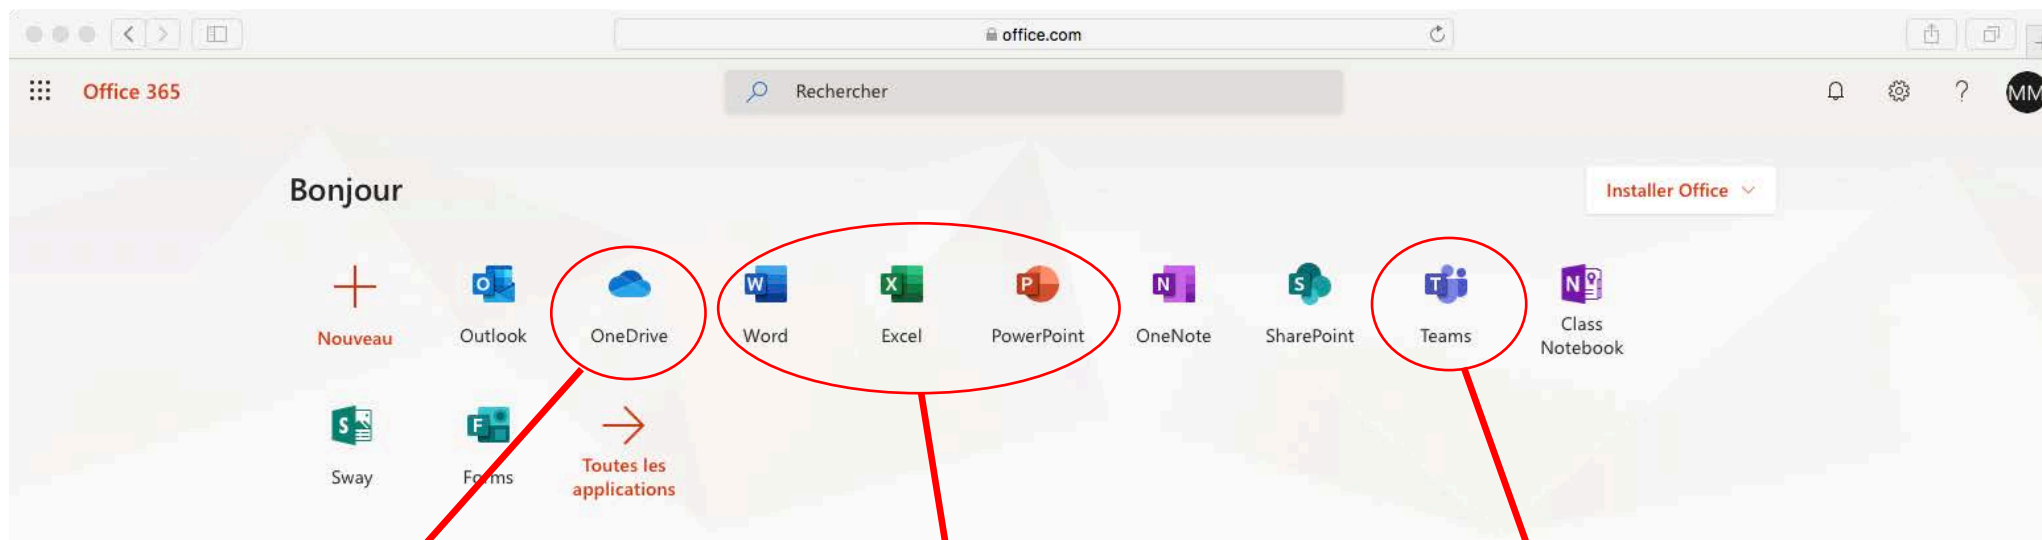 office.com
Office 365
Rechercher
MM
Bonjour
Installer Office
Nouveau
Outlook
OneDrive
Word
Excel
PowerPoint
OneNote
SharePoint
Teams
Class
Notebook
Sway
Forms
Toutes les
applications